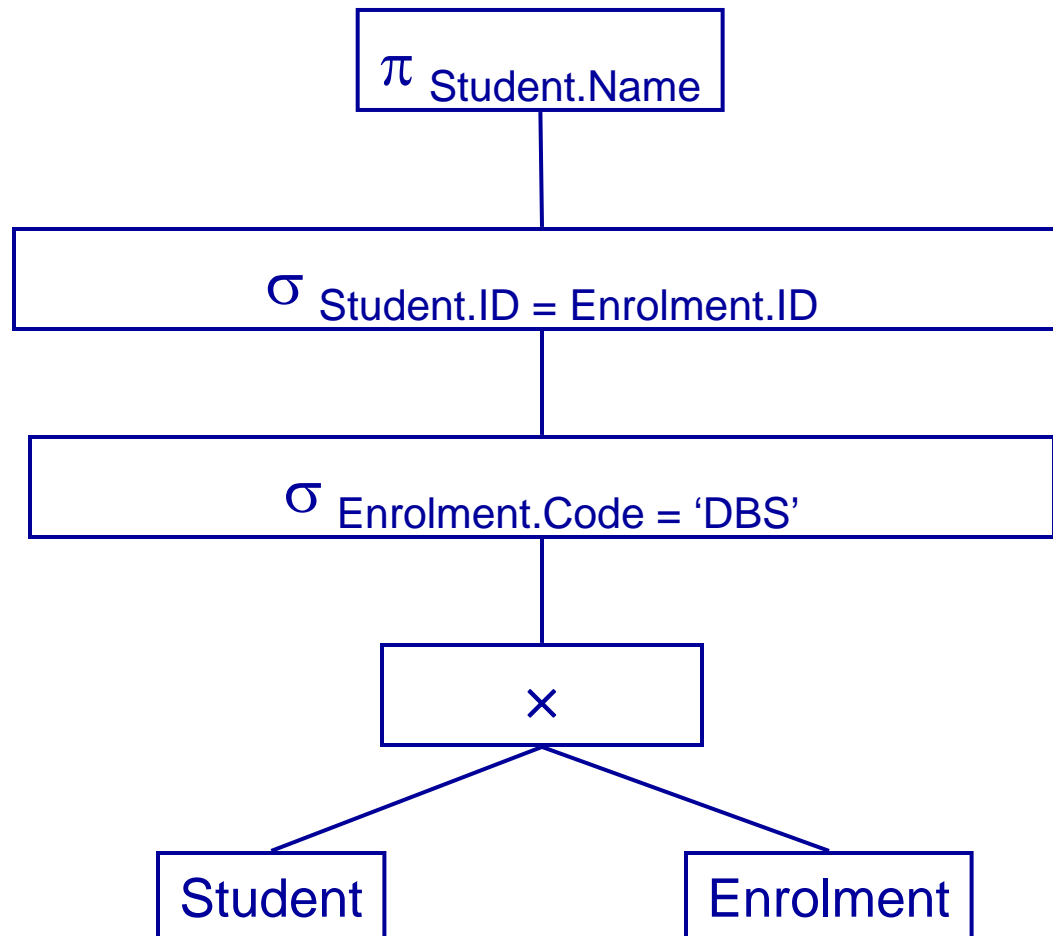 π Student.Name
σ Student.ID = Enrolment.ID
σ Enrolment.Code = ‘DBS’
×
Student
Enrolment